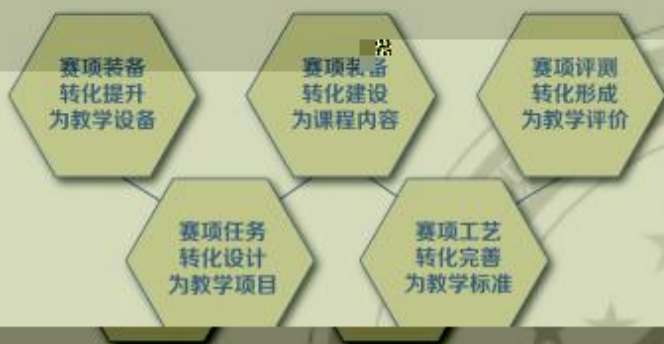 赛项装备
转化提升
为教学设备
赛项装备
转化建设
为课程内容
赛项评测
转化形成
为教学评价
赛项任务
转化设计
为教学项目
赛项工艺
转化完善
为教学标准